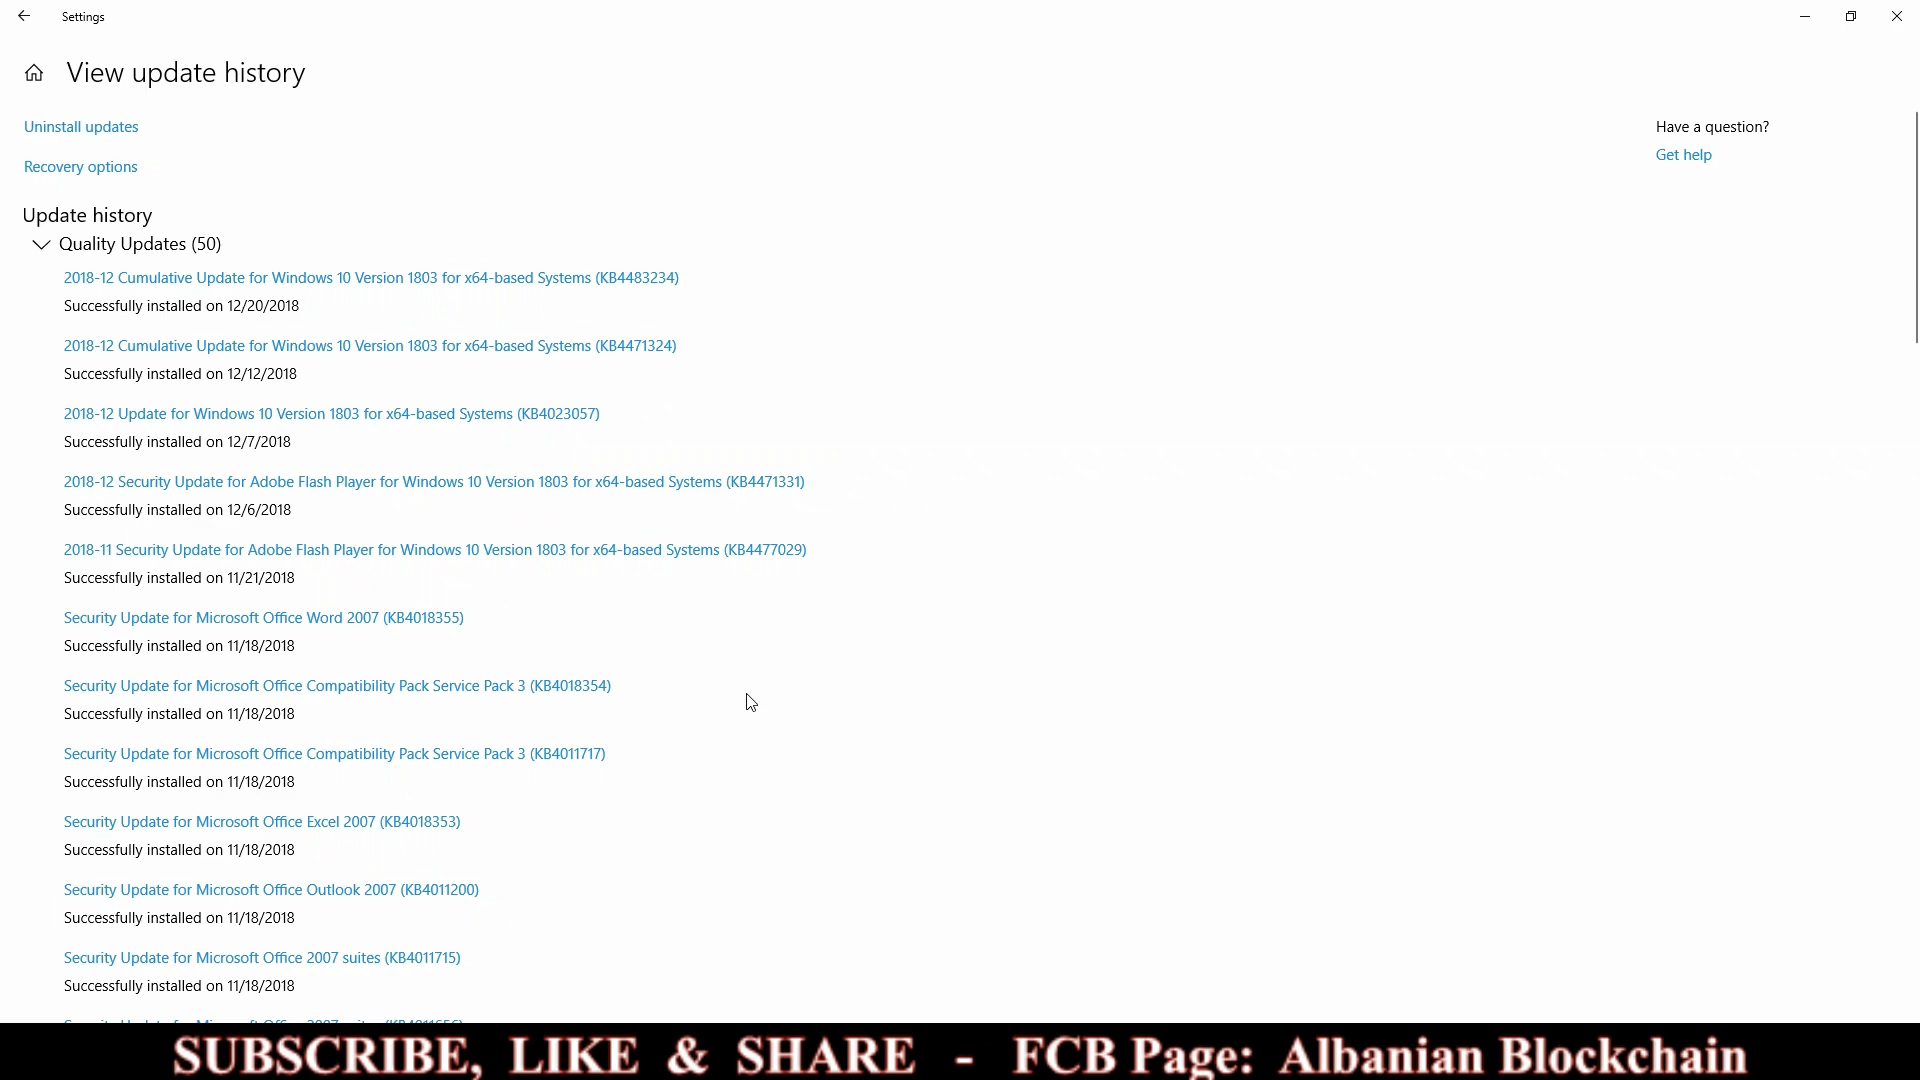 Settings
View update history
Uninstall updates
Have a question?
Get help
Recovery options
Update history
Quality Updates (50)
2018-12 Cumulative Update for Windows 10 Version 1803 for x64-based Systems (KB4483234)
Successfully installed on 12/20/2018
2018-12 Cumulative Update for Windows 10 Version 1803 for x64-based Systems (KB4471324)
Successfully installed on 12/12/2018
2018-12 Update for Windows 10 Version 1803 for x64-based Systems (KB4023057)
Successfully installed on 12/7/2018
2018-12 Security Update for Adobe Flash Player for Windows 10 Version 1803 for x64-based Systems (KB4471331)
Successfully installed on 12/6/2018
2018-11 Security Update for Adobe Flash Player for Windows 10 Version 1803 for x64-based Systems (KB4477029)
Successfully installed on 11/21/2018
Security Update for Microsoft Office Word 2007 (KB4018355)
Successfully installed on 11/18/2018
Security Update for Microsoft Office Compatibility Pack Service Pack 3 (KB4018354)
Successfully installed on 11/18/2018
Security Update for Microsoft Office Compatibility Pack Service Pack 3 (KB4011717)
Successfully installed on 11/18/2018
Security Update for Microsoft Office Excel 2007 (KB4018353)
Successfully installed on 11/18/2018
Security Update for Microsoft Office Outlook 2007 (KB4011200)
Successfully installed on 11/18/2018
Security Update for Microsoft Office 2007 suites (KB4011715)
Successfully installed on 11/18/2018
SUBSCRIBE, LIKE & SHARE - FCB Page: Albanian Blockchain